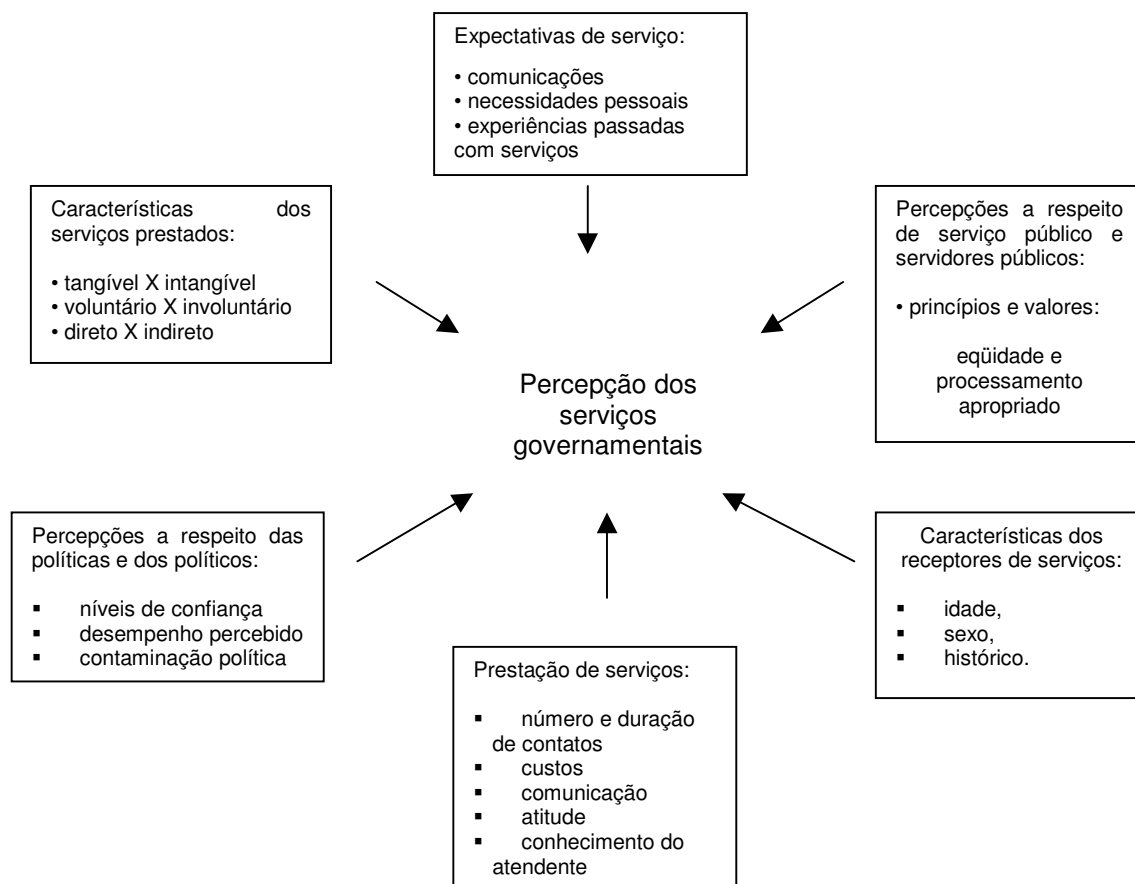 Expectativas de serviço:
• comunicações
• necessidades pessoais
• experiências passadas
com serviços
Características dos
serviços prestados:
• tangível X intangível
• voluntário X involuntário
• direto X indireto
Percepções a respeito
de serviço público e
servidores públicos:
• princípios e valores:
eqüidade e
processamento
apropriado
Percepção dos
serviços
governamentais
Percepções a respeito das
políticas e dos políticos:
▪ níveis de confiança
▪ desempenho percebido
▪ contaminação política
Prestação de serviços:
▪ número e duração
de contatos
▪ custos
▪ comunicação
▪ atitude
▪ conhecimento do
atendente
Características dos
receptores de serviços:
▪ idade,
▪ sexo,
▪ histórico.